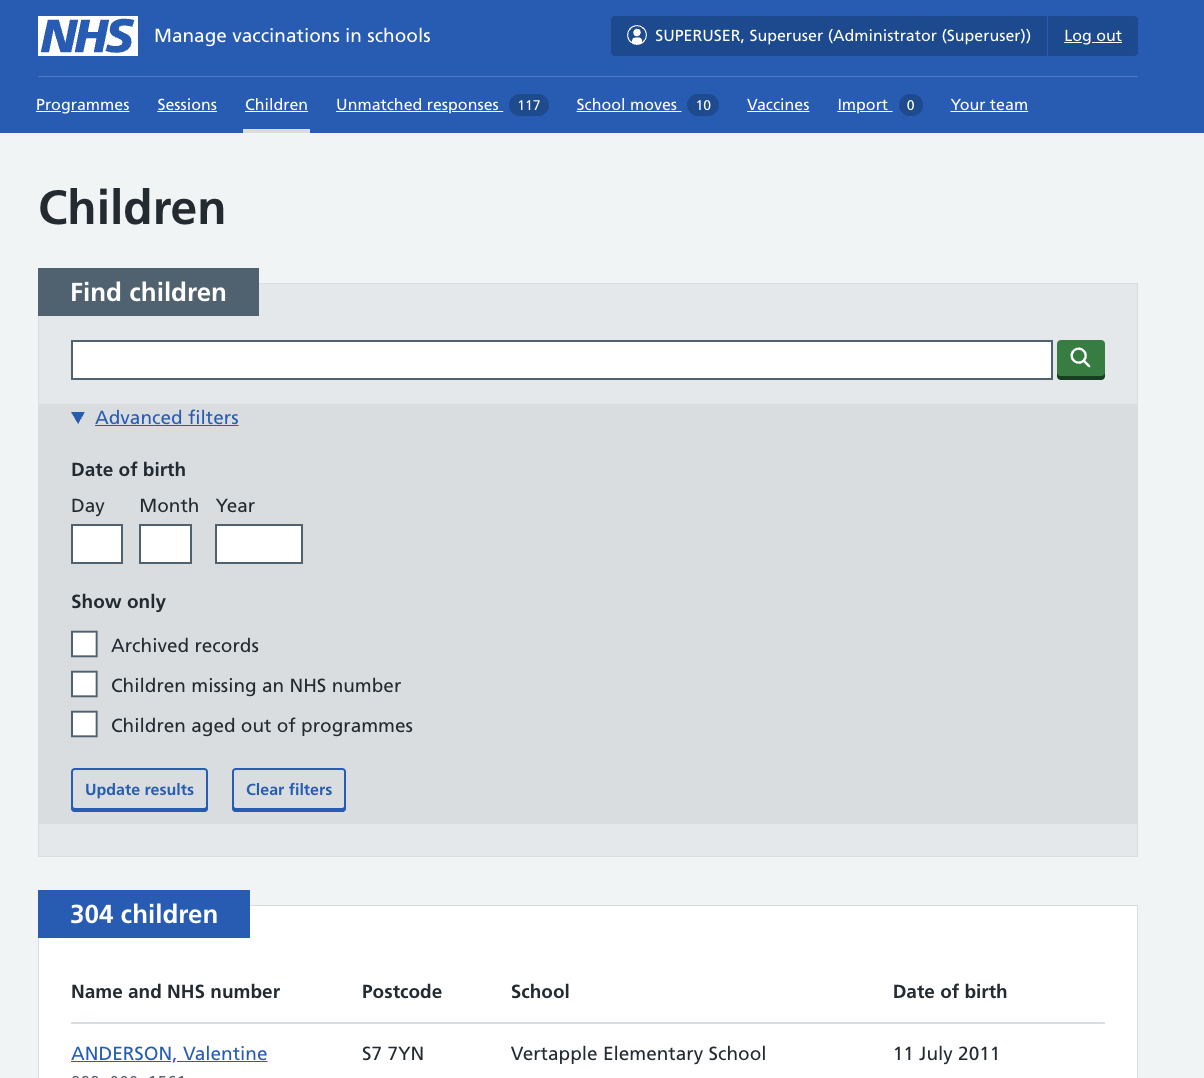 NHS Manage vaccinations in schools SUPERUSER, Superuser (Administrator (Superuser)) Log out
Programmes Sessions Children Unmatched responses 117 School moves 10 Vaccines Import 0 Your team
Children
Find children
Advanced filters
Date of birth
Day Month Year
Show only
Archived records
Children missing an NHS number
Children aged out of programmes
Update results Clear filters
304 children
Name and NHS number Postcode School Date of birth
ANDERSON, Valentine S7 7YN Vertapple Elementary School 11 July 2011